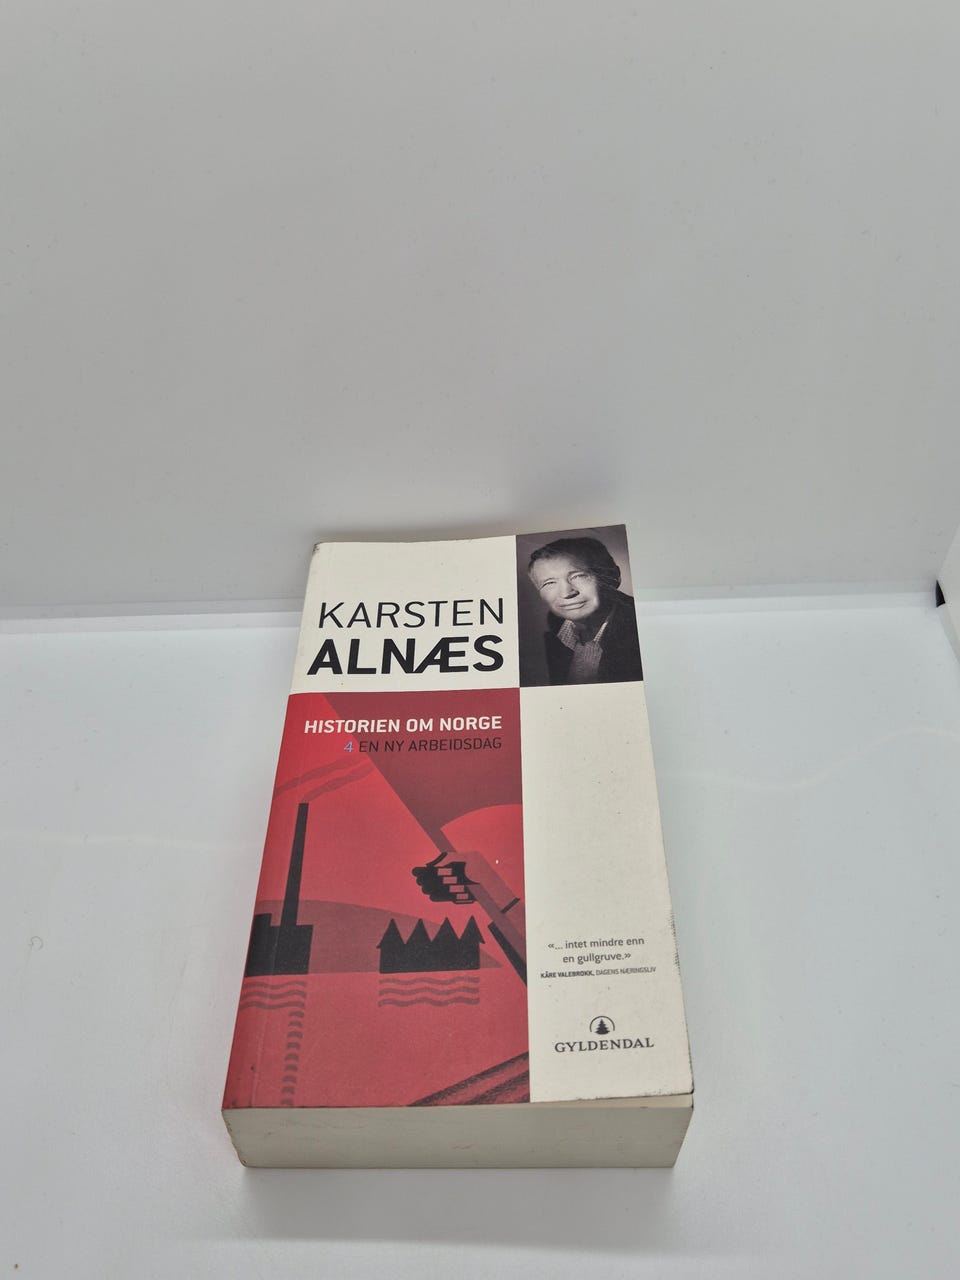 KARSTEN
ALNÆS
HISTORIEN OM NORGE
4 EN NY ARBEIDSDAG
«... intet mindre enn
en gullgruve.»
KÅRE VALEBROKK, DAGENS NÆRINGSLIV
GYLDENDAL